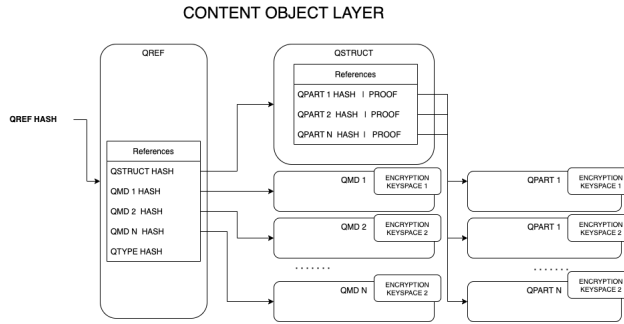 CONTENT OBJECT LAYER
QREF
QSTRUCT
References
QPART 1 HASH | PROOF
QPART 2 HASH | PROOF
QPART N HASH | PROOF
QREF HASH
References
QSTRUCT HASH
QMD 1 HASH
QMD 2 HASH
QMD N HASH
QTYPE HASH
QMD 1
ENCRYPTION
KEYSPACE 1
QPART 1
ENCRYPTION
KEYSPACE 1
QMD 2
ENCRYPTION
KEYSPACE 2
QPART 1
ENCRYPTION
KEYSPACE 2
.......
.......
QMD N
ENCRYPTION
KEYSPACE 2
QPART N
ENCRYPTION
KEYSPACE 2